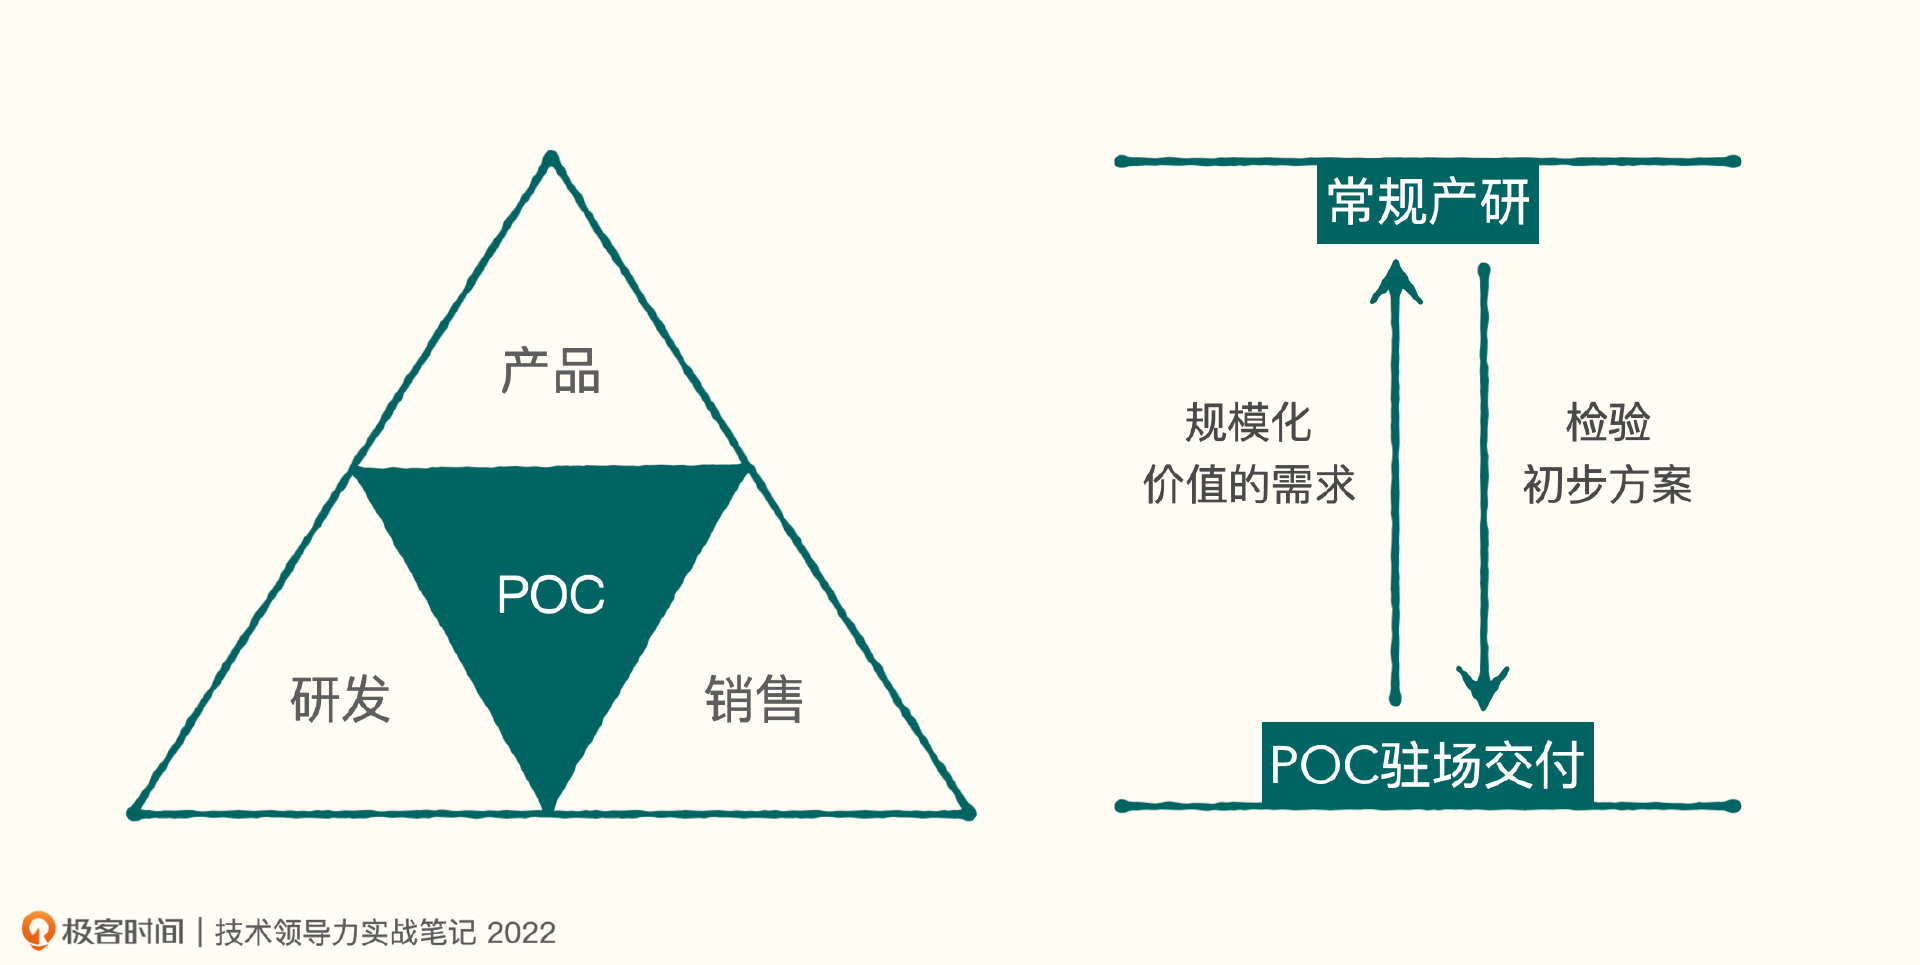 产品
POC
研发
销售
常规产研
规模化
价值的需求
检验
初步方案
POC驻场交付
极客时间 | 技术领导力实战笔记 2022